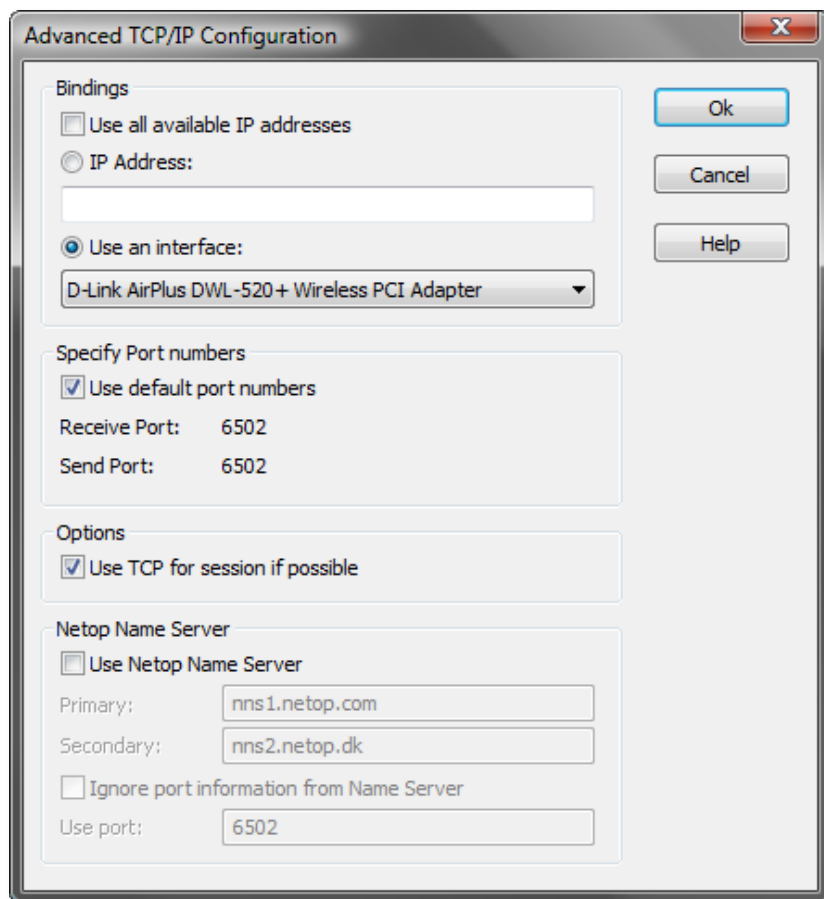 Advanced TCP/IP Configuration
Bindings
Use all available IP addresses
IP Address:
Use an interface:
D-Link AirPlus DWL-520+ Wireless PCI Adapter
Ok
Cancel
Help
Specify Port numbers
Use default port numbers
Receive Port: 6502
Send Port: 6502
Options
Use TCP for session if possible
Netop Name Server
Use Netop Name Server
Primary: nns1.netop.com
Secondary: nns2.netop.dk
Ignore port information from Name Server
Use port: 6502